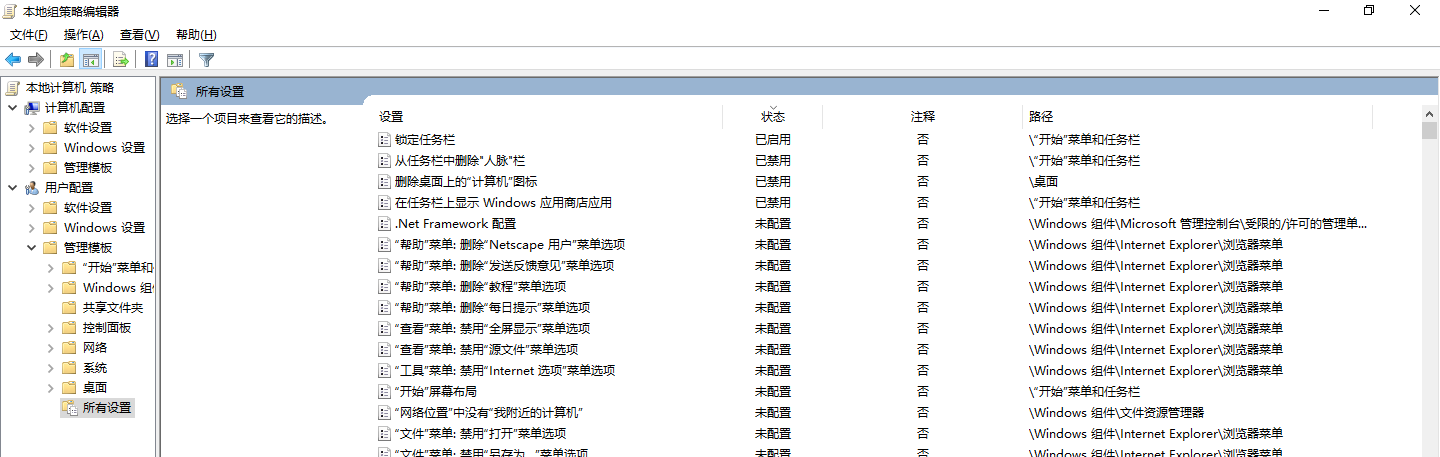 本地组策略编辑器
文件(F) 操作(A) 查看(V) 帮助(H)
本地计算机 策略
计算机配置
软件设置
Windows 设置
管理模板
用户配置
软件设置
Windows 设置
管理模板
“开始”菜单和
Windows 组
共享文件夹
控制面板
网络
系统
桌面
所有设置
所有设置
选择一个项目来查看它的描述。
设置 状态 注释 路径
锁定任务栏 已启用 否 \“开始”菜单和任务栏
从任务栏中删除"人脉"栏 已禁用 否 \“开始”菜单和任务栏
删除桌面上的“计算机”图标 已禁用 否 \桌面
在任务栏上显示 Windows 应用商店应用 已禁用 否 \“开始”菜单和任务栏
.Net Framework 配置 未配置 否 \Windows 组件\Microsoft 管理控制台\受限的/许可的管理单...
“帮助”菜单: 删除“Netscape 用户”菜单选项 未配置 否 \Windows 组件\Internet Explorer\浏览器菜单
“帮助”菜单: 删除“发送反馈意见”菜单选项 未配置 否 \Windows 组件\Internet Explorer\浏览器菜单
“帮助”菜单: 删除“教程”菜单选项 未配置 否 \Windows 组件\Internet Explorer\浏览器菜单
“帮助”菜单: 删除“每日提示”菜单选项 未配置 否 \Windows 组件\Internet Explorer\浏览器菜单
“查看”菜单: 禁用“全屏显示”菜单选项 未配置 否 \Windows 组件\Internet Explorer\浏览器菜单
“查看”菜单: 禁用“源文件”菜单选项 未配置 否 \Windows 组件\Internet Explorer\浏览器菜单
“工具”菜单: 禁用“Internet 选项”菜单选项 未配置 否 \Windows 组件\Internet Explorer\浏览器菜单
“开始”屏幕布局 未配置 否 \“开始”菜单和任务栏
“网络位置”中没有“我附近的计算机” 未配置 否 \Windows 组件\文件资源管理器
“文件”菜单: 禁用“打开”菜单选项 未配置 否 \Windows 组件\Internet Explorer\浏览器菜单
“文件”菜单: 禁用“另存为...”菜单选项 未配置 否 \Windows 组件\Internet Explorer\浏览器菜单